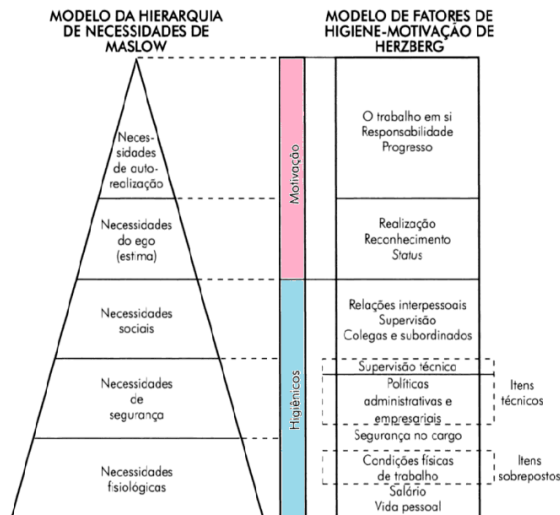 MODELO DA HIERARQUIA
DE NECESSIDADES DE
MASLOW
Neces-
sidades
de auto-
realização
Necessidades
do ego
(estima)
Necessidades
sociais
Necessidades
de
segurança
Necessidades
fisiológicas
Motivação
Higiênicos
MODELO DE FATORES DE
HIGIENE-MOTIVAÇÃO DE
HERZBERG
O trabalho em si
Responsabilidade
Progresso
Realização
Reconhecimento
Status
Relações interpessoais
Supervisão
Colegas e subordinados
Supervisão técnica
Políticas
administrativas e
empresariais
Segurança no cargo
Condições físicas
de trabalho
Salário
Vida pessoal
Itens
técnicos
Itens
sobrepostos